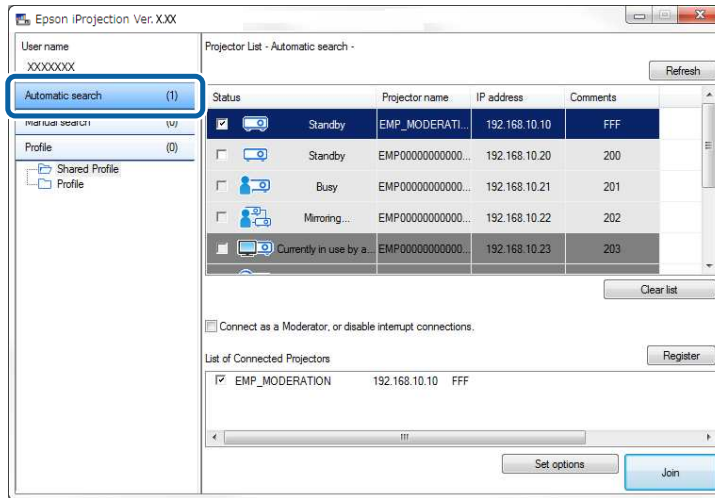 Epson iProjection Ver. X.XX
User name
XXXXXXX
Automatic search (1)
Manual search (0)
Profile (0)
Shared Profile
Profile
Projector List - Automatic search -
Refresh
Status Projector name IP address Comments
Standby EMP_MODERATI... 192.168.10.10 FFF
Standby EMP00000000000... 192.168.10.20 200
Busy EMP00000000000... 192.168.10.21 201
Mirroring... EMP00000000000... 192.168.10.22 202
Currently in use by a... EMP00000000000... 192.168.10.23 203
Clear list
Connect as a Moderator, or disable interrupt connections.
List of Connected Projectors
Register
EMP_MODERATION 192.168.10.10 FFF
Set options
Join